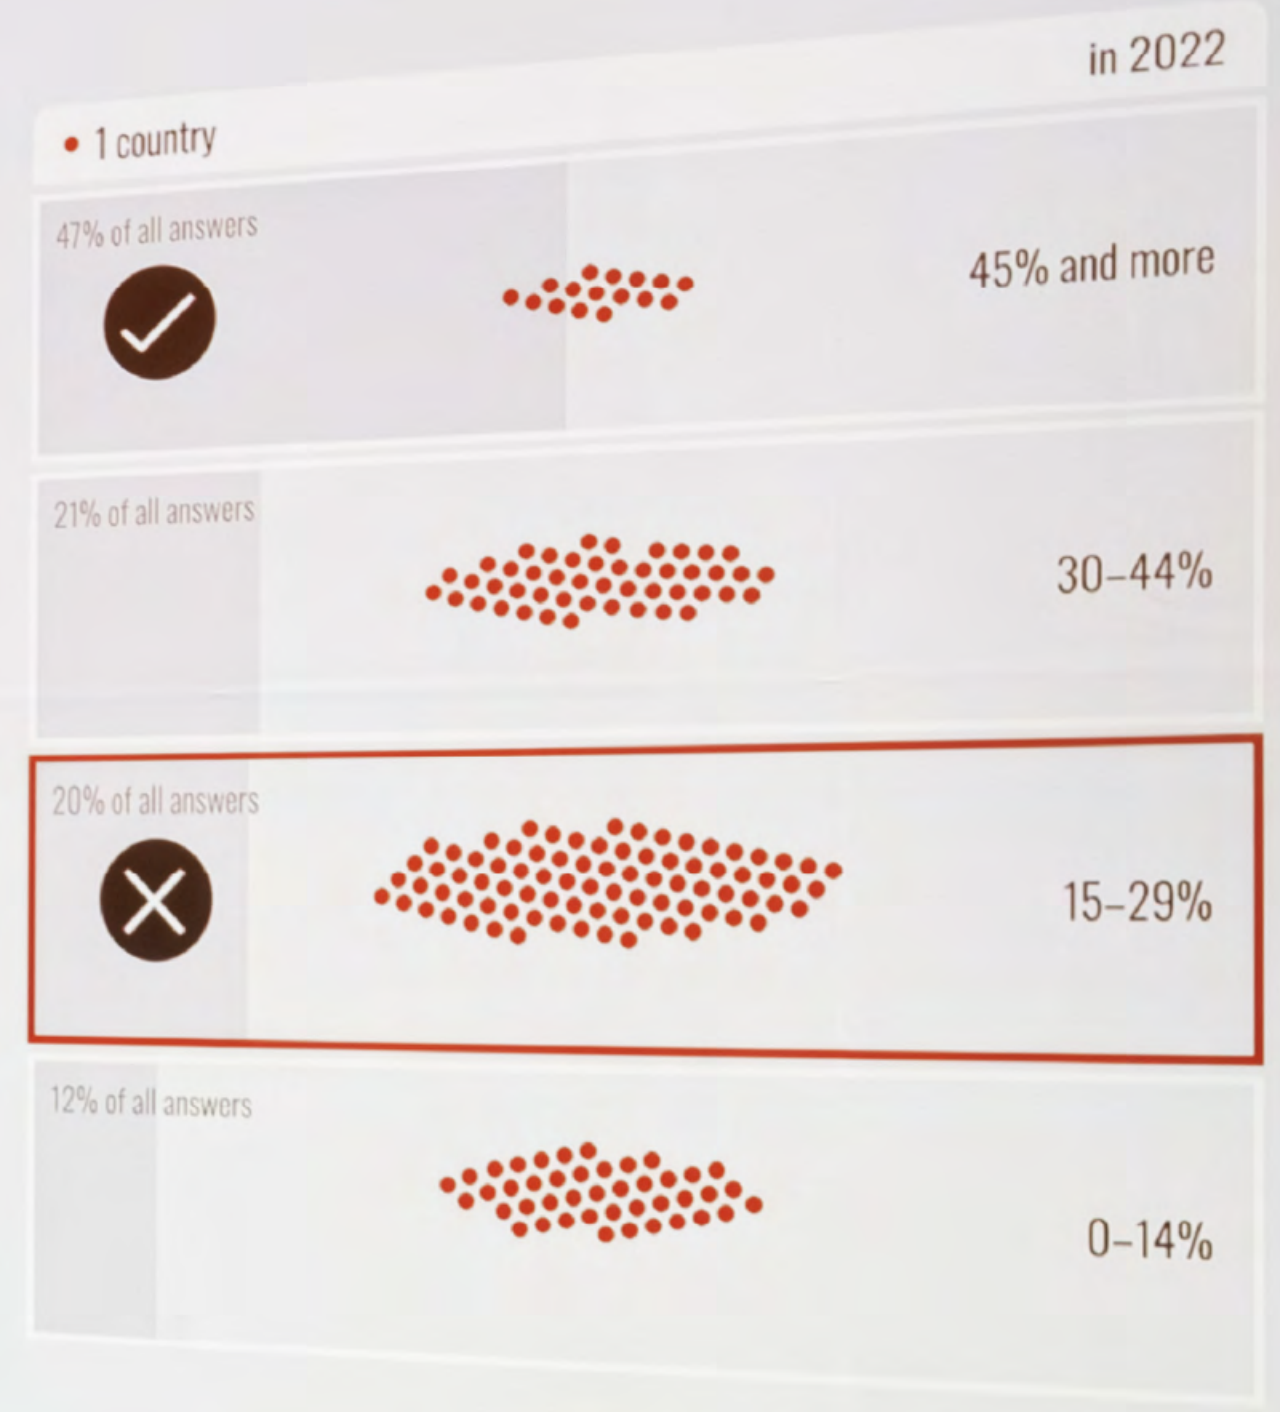 in 2022
1 country
47% of all answers
45% and more
21% of all answers
30–44%
20% of all answers
15–29%
12% of all answers
0–14%